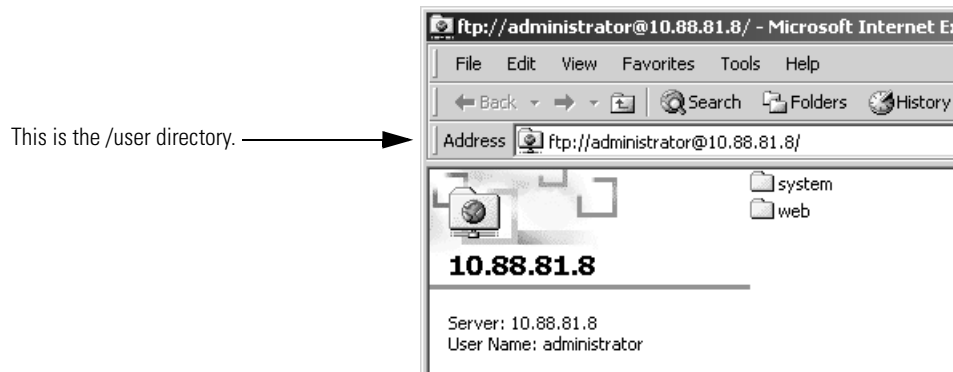 ftp://administrator@10.88.81.8/ - Microsoft Internet Ex
File Edit View Favorites Tools Help
Back Search Folders History
This is the /user directory.
Address ftp://administrator@10.88.81.8/
system
web
10.88.81.8
Server: 10.88.81.8
User Name: administrator